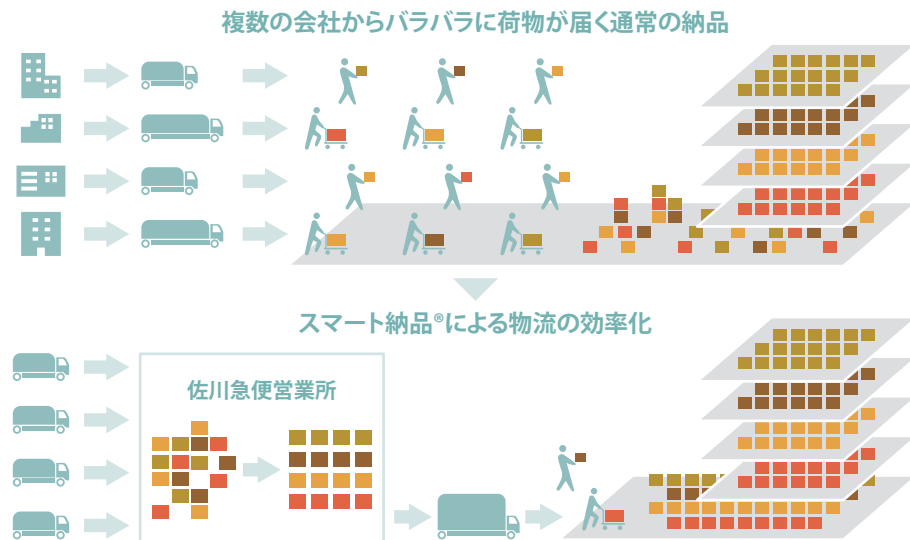 複数の会社からバラバラに荷物が届く通常の納品
スマート納品®による物流の効率化
佐川急便営業所